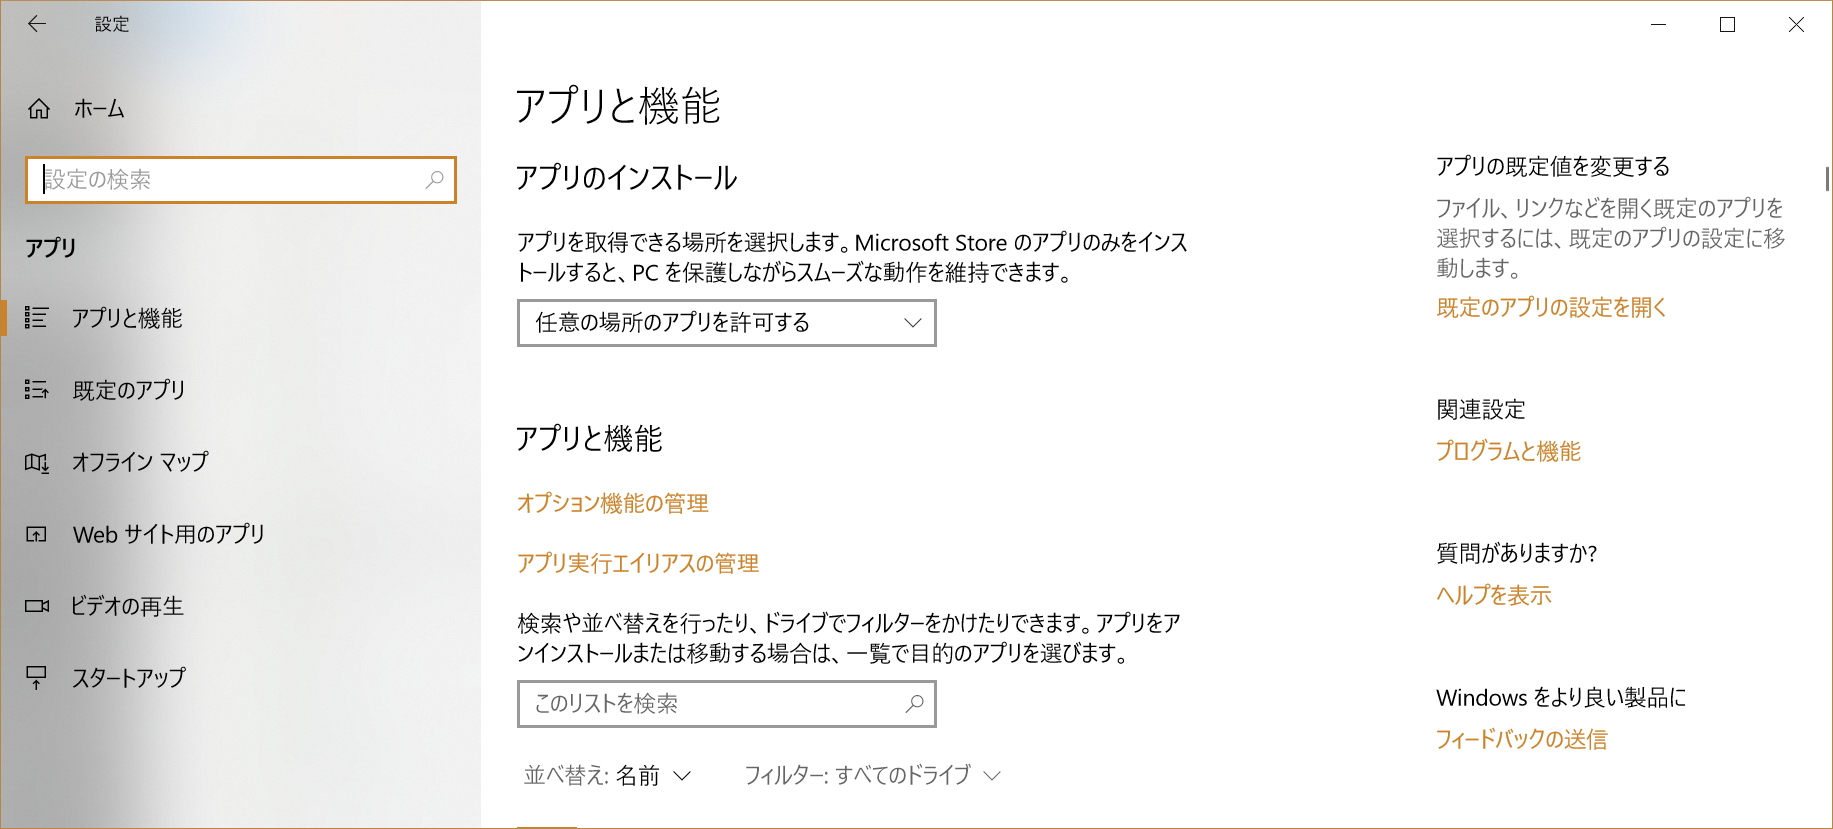 設定
ホーム
設定の検索
アプリ
アプリと機能
既定のアプリ
オフライン マップ
Web サイト用のアプリ
ビデオの再生
スタートアップ
アプリと機能
アプリのインストール
アプリを取得できる場所を選択します。Microsoft Store のアプリのみをインス
トールすると、PC を保護しながらスムーズな動作を維持できます。
任意の場所のアプリを許可する
アプリと機能
オプション機能の管理
アプリ実行エイリアスの管理
検索や並べ替えを行ったり、ドライブでフィルターをかけたりできます。アプリをア
ンインストールまたは移動する場合は、一覧で目的のアプリを選びます。
このリストを検索
並べ替え: 名前
フィルター: すべてのドライブ
アプリの既定値を変更する
ファイル、リンクなどを開く既定のアプリを
選択するには、既定のアプリの設定に移
動します。
既定のアプリの設定を開く
関連設定
プログラムと機能
質問がありますか?
ヘルプを表示
Windows をより良い製品に
フィードバックの送信